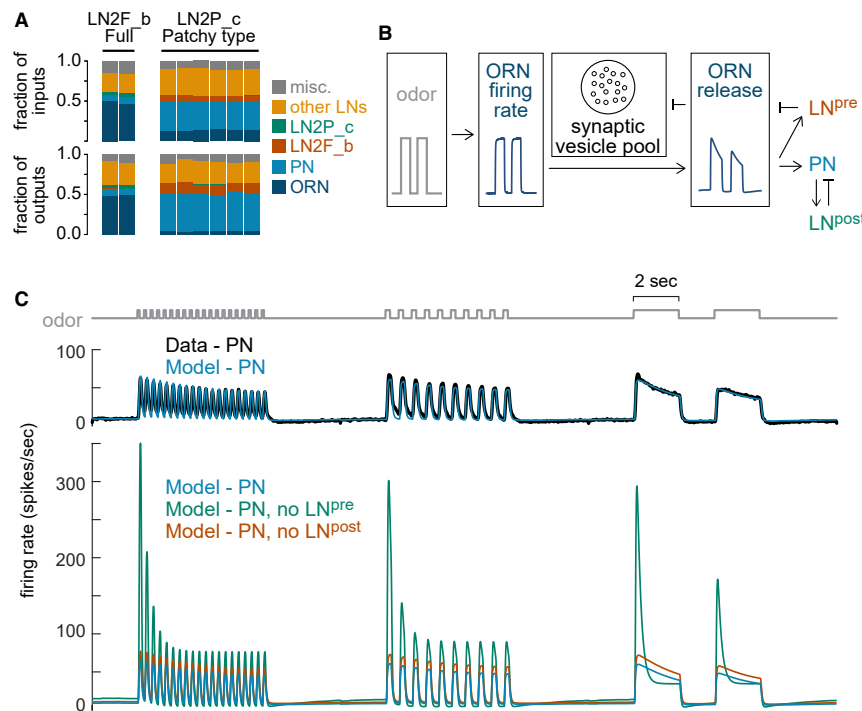 A
LN2F_b
Full
LN2P_c
Patchy type
fraction of
inputs
1.0
0.5
fraction of
outputs
1.0
0.5
0.0
misc.
other LNs
LN2P_c
LN2F_b
PN
ORN
B
odor
ORN
firing
rate
synaptic
vesicle pool
ORN
release
LNpre
PN
LNpost
C
2 sec
odor
100
0
Data - PN
Model - PN
firing rate (spikes/sec)
300
200
100
0
Model - PN
Model - PN, no LNpre
Model - PN, no LNpost